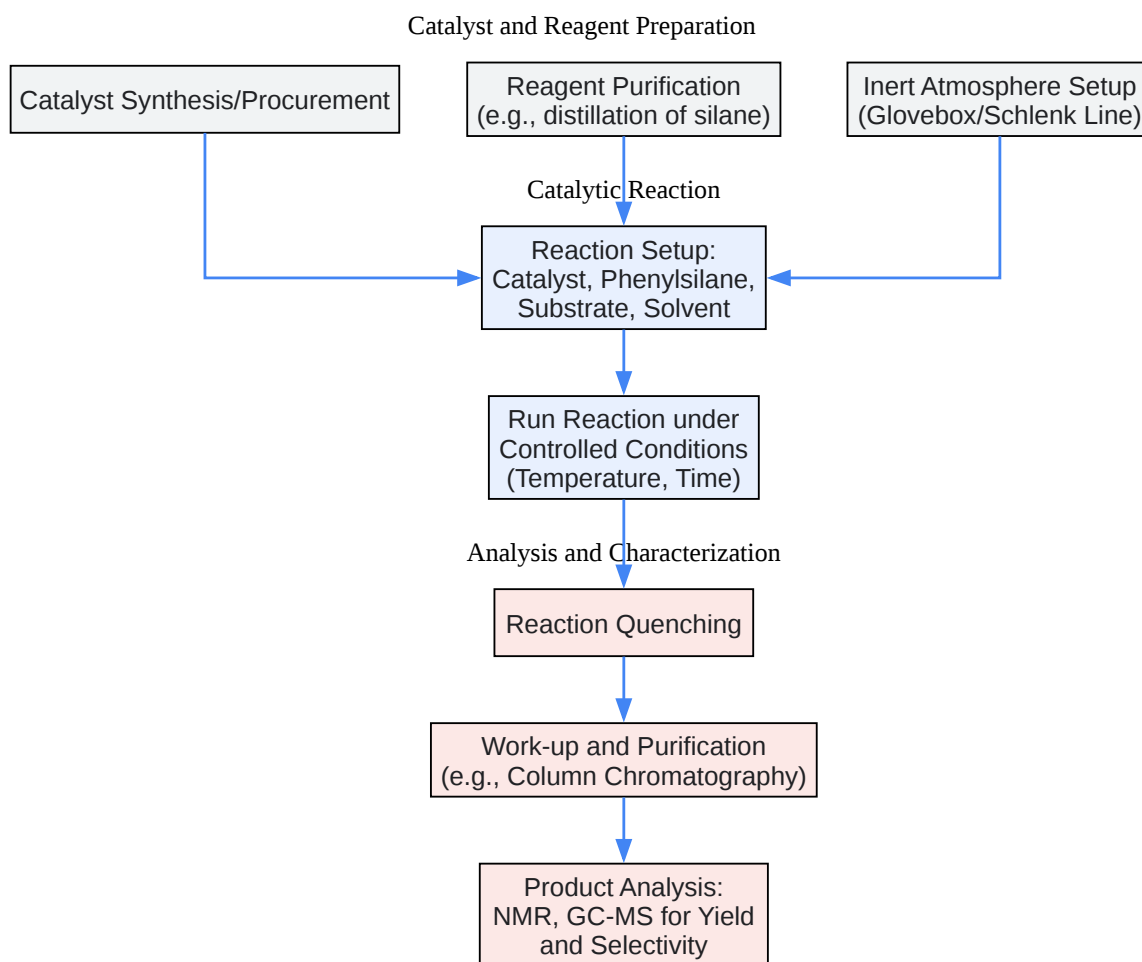 Catalyst and Reagent Preparation
Catalyst Synthesis/Procurement
Reagent Purification
(e.g., distillation of silane)
Inert Atmosphere Setup
(Glovebox/Schlenk Line)
Catalytic Reaction
Reaction Setup:
Catalyst, Phenylsilane,
Substrate, Solvent
Run Reaction under
Controlled Conditions
(Temperature, Time)
Analysis and Characterization
Reaction Quenching
Work-up and Purification
(e.g., Column Chromatography)
Product Analysis:
NMR, GC-MS for Yield
and Selectivity